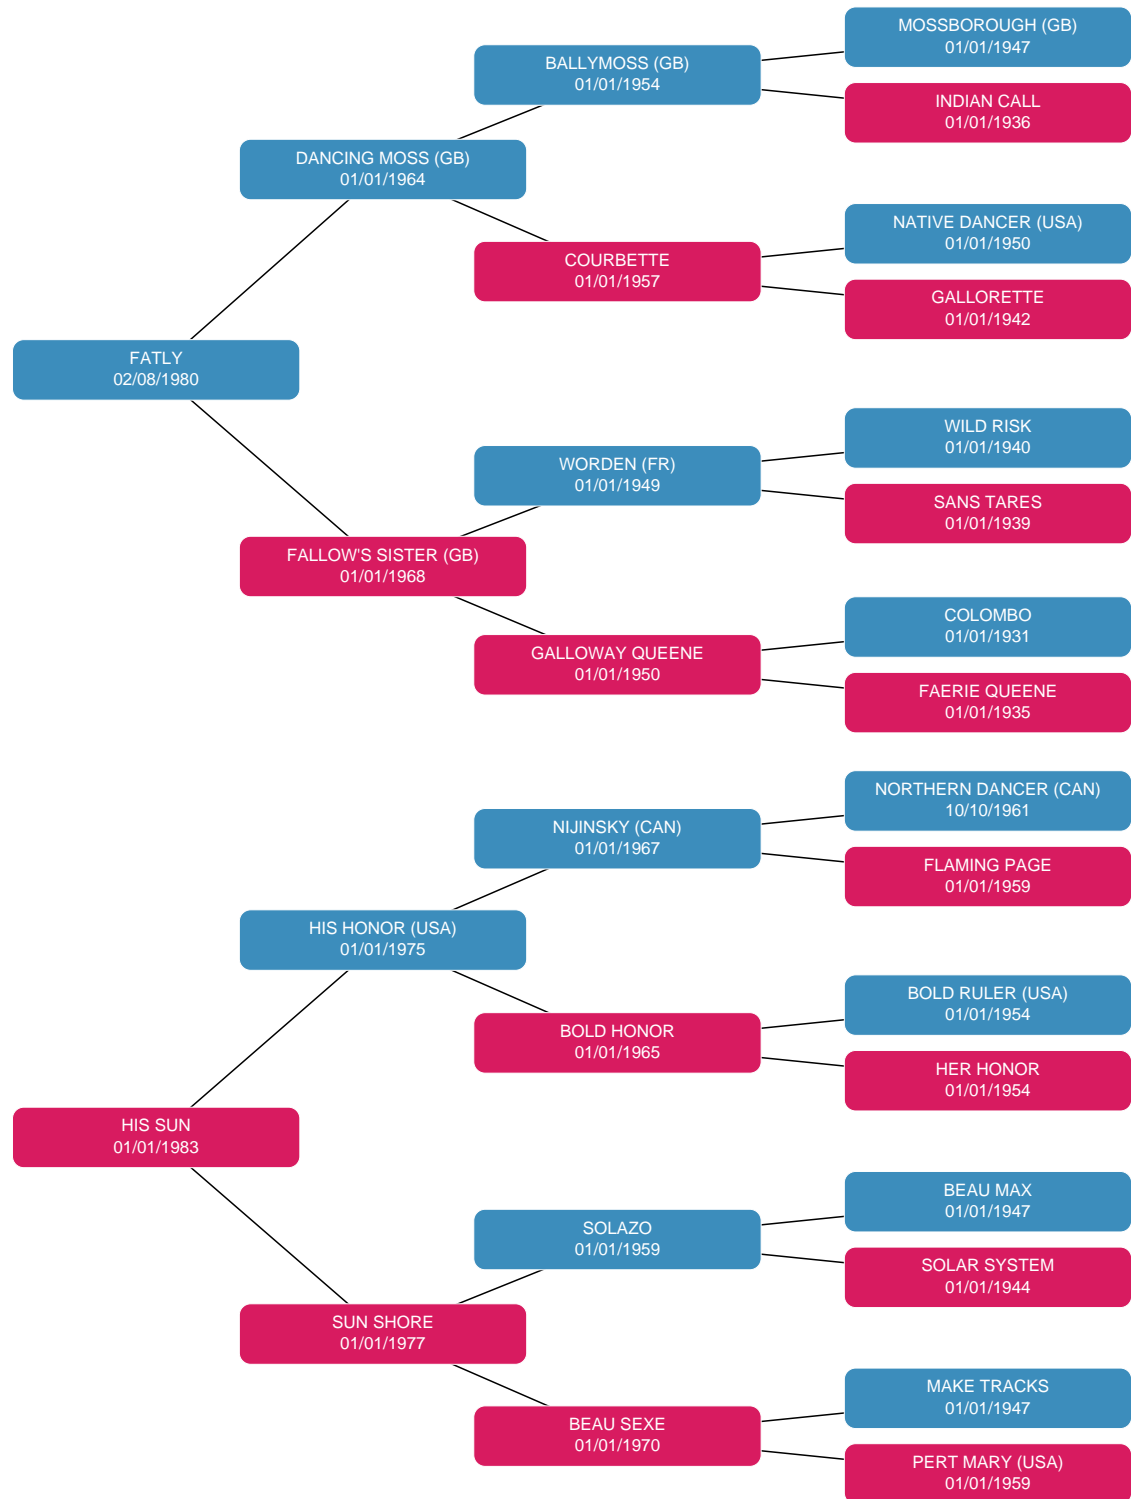 MOSSBOROUGH (GB)
01/01/1947
BALLYMOSS (GB)
01/01/1954
INDIAN CALL
01/01/1936
DANCING MOSS (GB)
01/01/1964
NATIVE DANCER (USA)
01/01/1950
COURBETTE
01/01/1957
GALLORETTE
01/01/1942
FATLY
02/08/1980
WILD RISK
01/01/1940
WORDEN (FR)
01/01/1949
SANS TARES
01/01/1939
FALLOW'S SISTER (GB)
01/01/1968
COLOMBO
01/01/1931
GALLOWAY QUEENE
01/01/1950
FAERIE QUEENE
01/01/1935
NORTHERN DANCER (CAN)
10/10/1961
NIJINSKY (CAN)
01/01/1967
FLAMING PAGE
01/01/1959
HIS HONOR (USA)
01/01/1975
BOLD RULER (USA)
01/01/1954
BOLD HONOR
01/01/1965
HER HONOR
01/01/1954
HIS SUN
01/01/1983
BEAU MAX
01/01/1947
SOLAZO
01/01/1959
SOLAR SYSTEM
01/01/1944
SUN SHORE
01/01/1977
MAKE TRACKS
01/01/1947
BEAU SEXE
01/01/1970
PERT MARY (USA)
01/01/1959